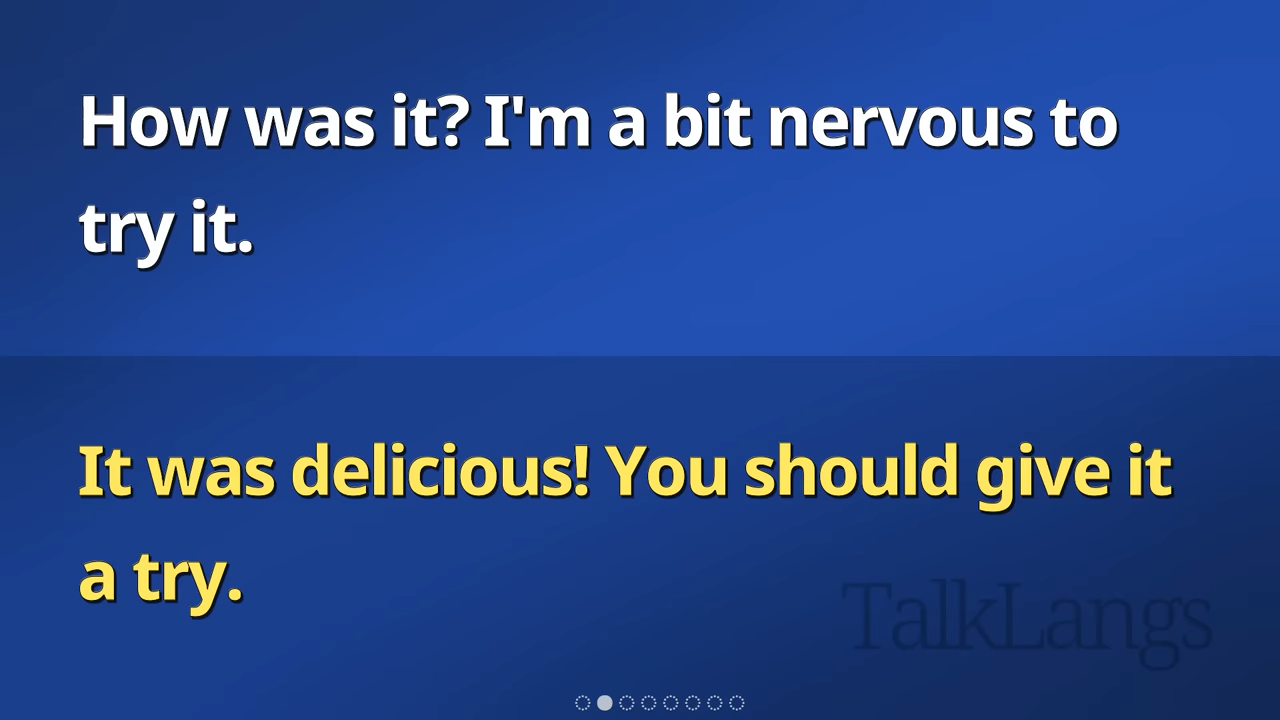 How was it? I'm a bit nervous to
try it.
It was delicious! You should give it
a try.
TalkLangs